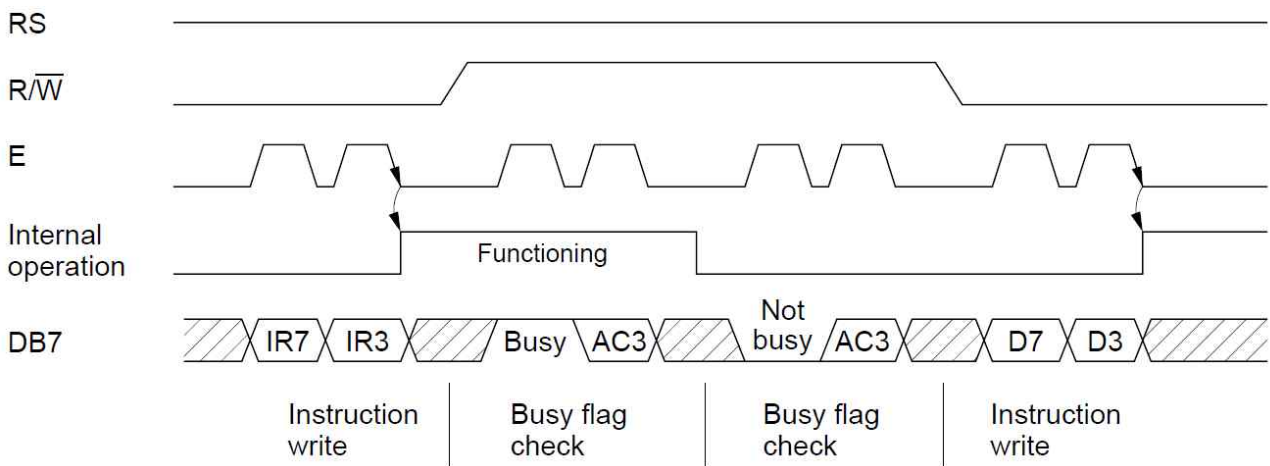 RS
R/W̅
E
Internal
operation
Functioning
DB7
IR7 IR3 Busy AC3 Not
busy AC3 D7 D3
Instruction
write
Busy flag
check
Busy flag
check
Instruction
write